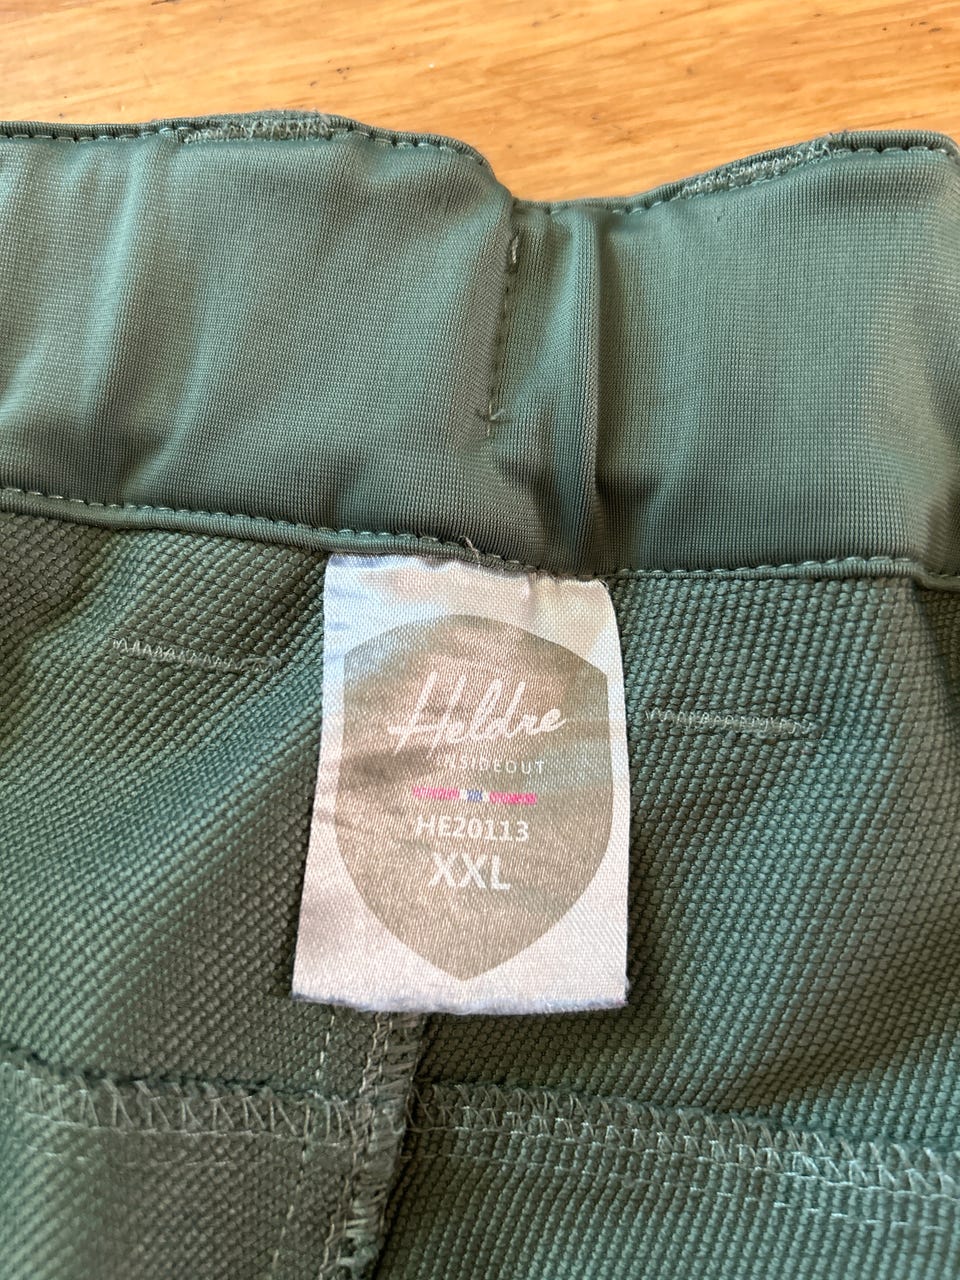 Heldre
INSIDEOUT
HE20113
XXL